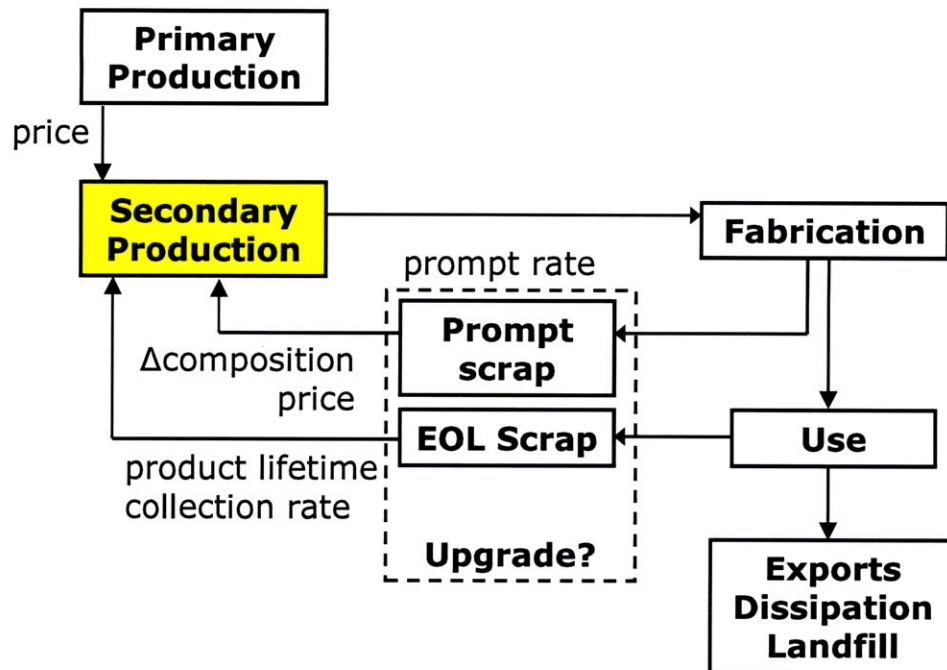 Primary
Production
price
Secondary
Production
Fabrication
prompt rate
Prompt
scrap
Δcomposition
price
EOL Scrap
Use
product lifetime
collection rate
Upgrade?
Exports
Dissipation
Landfill